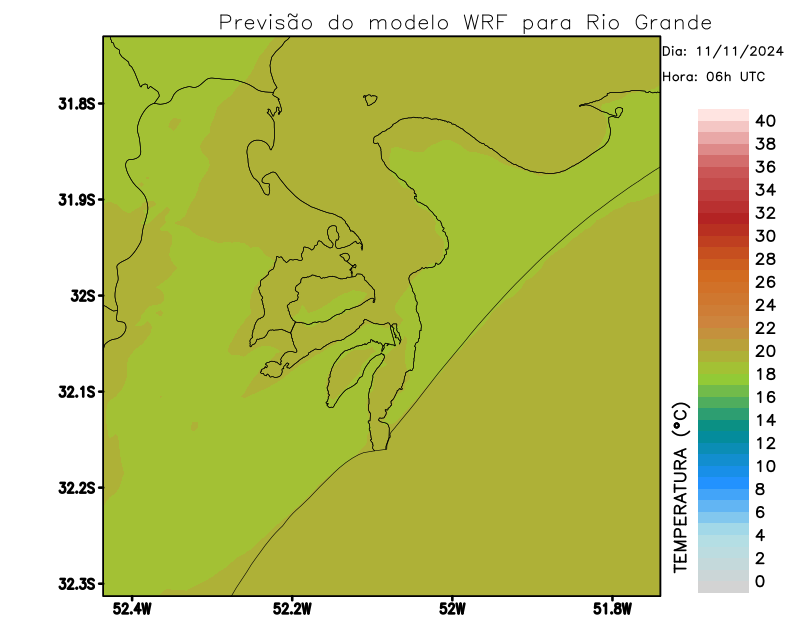 Previsão do modelo WRF para Rio Grande
Dia: 11/11/2024
Hora: 06h UTC
31.8S
31.9S
32S
32.1S
32.2S
32.3S
52.4W
52.2W
52W
51.8W
TEMPERATURA (°C)
40
38
36
34
32
30
28
26
24
22
20
18
16
14
12
10
8
6
4
2
0